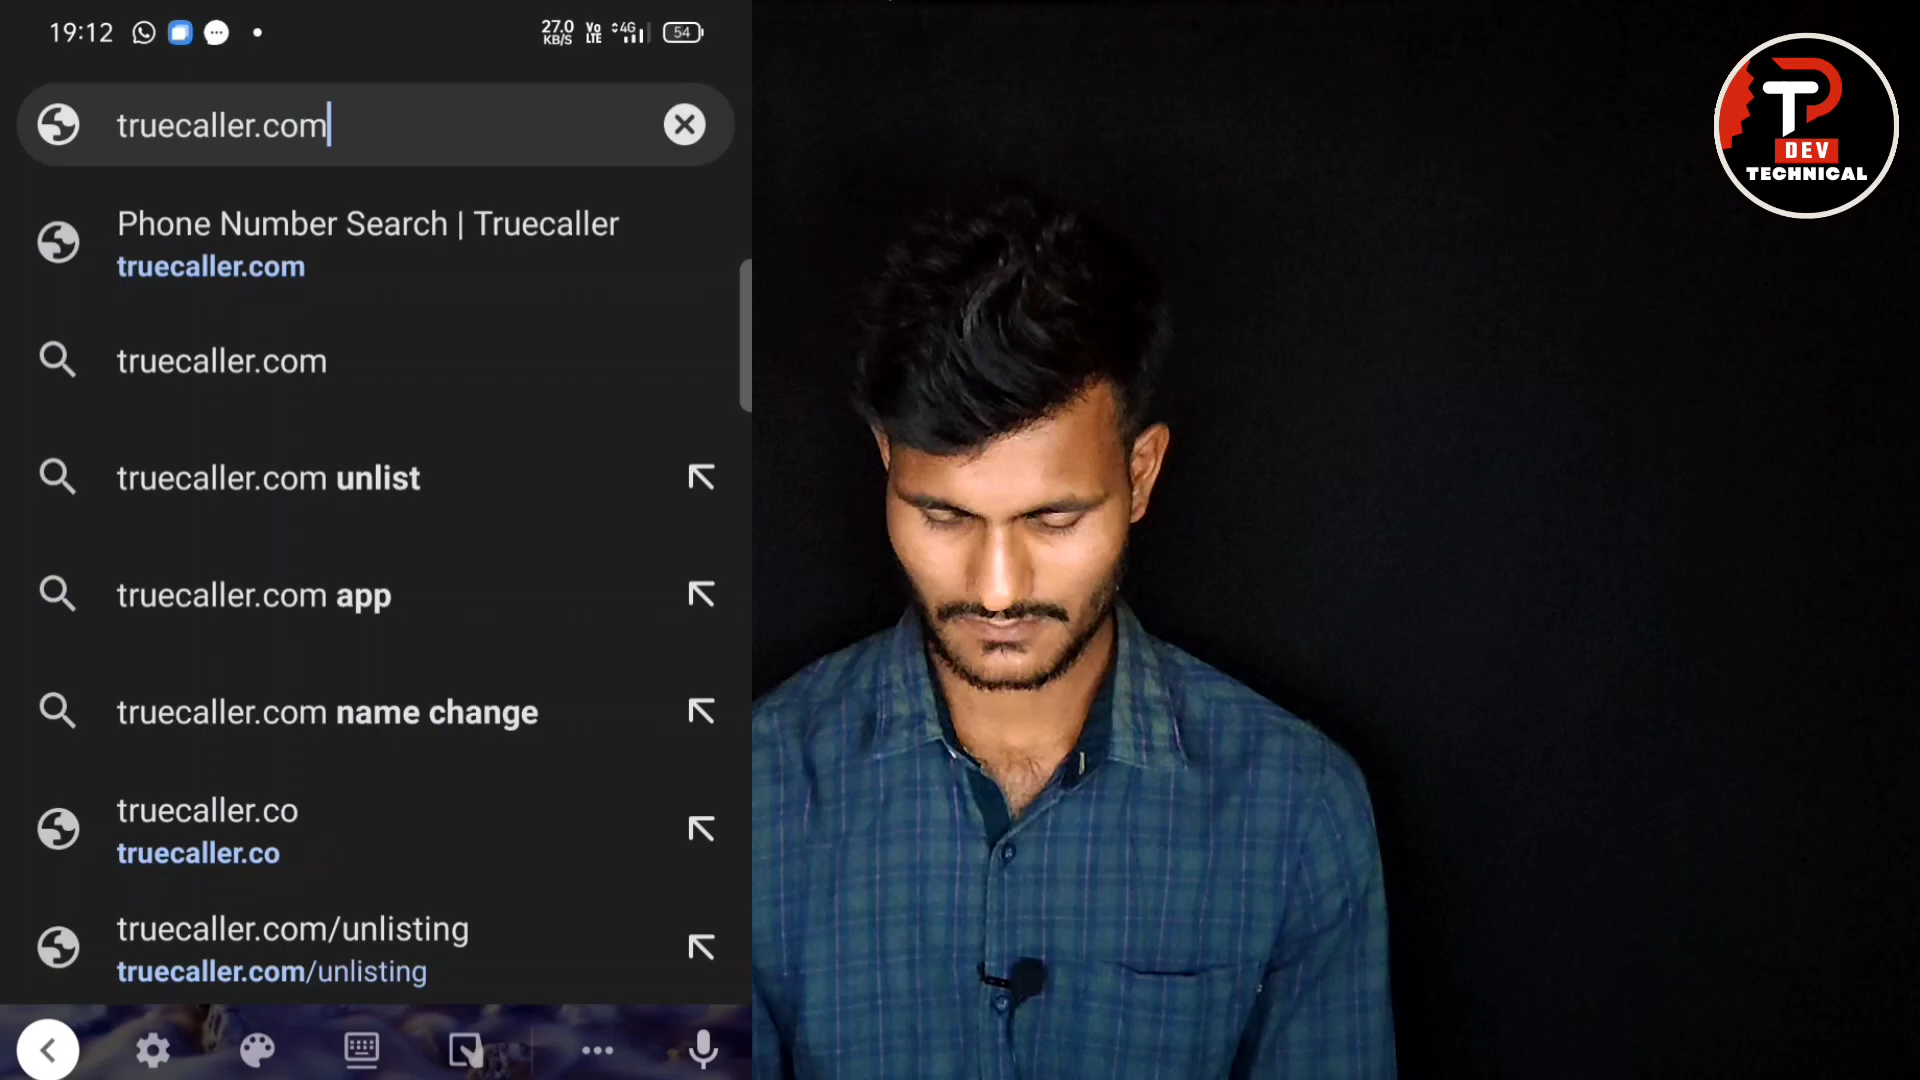 19:12
27.0
KB/S
Vo
LTE
4G
54
truecaller.com
Phone Number Search | Truecaller
truecaller.com
truecaller.com
truecaller.com unlist
truecaller.com app
truecaller.com name change
truecaller.co
truecaller.co
truecaller.com/unlisting
truecaller.com/unlisting
TP
DEV
TECHNICAL